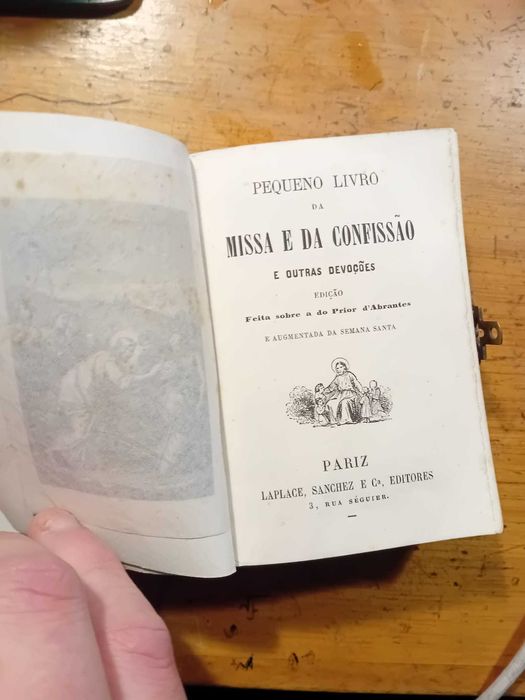 PEQUENO LIVRO
DA
MISSA E DA CONFISSÃO
E OUTRAS DEVOÇÕES
EDIÇÃO
Feita sobre a do Prior d'Abrantes
E AUGMENTADA DA SEMANA SANTA
PARIZ
LAPLACE, SANCHEZ E Cª, EDITORES
3, RUA SÉGUIER.